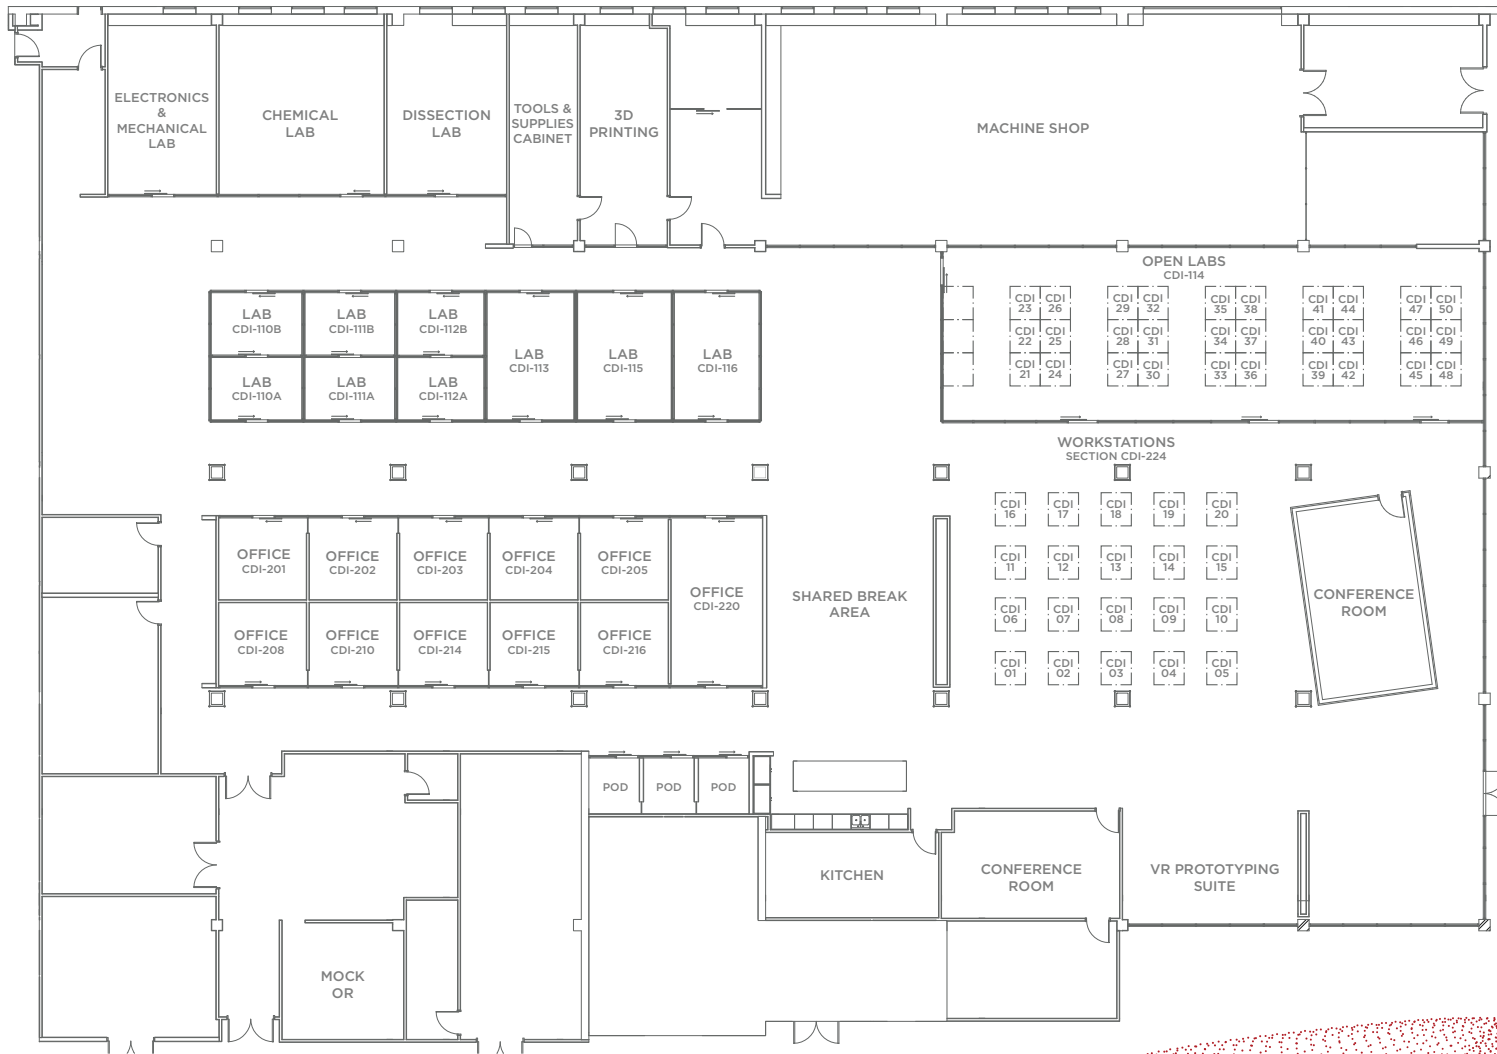 ELECTRONICS
&
MECHANICAL
LAB
CHEMICAL
LAB
DISSECTION
LAB
TOOLS &
SUPPLIES
CABINET
3D
PRINTING
MACHINE SHOP
OPEN LABS
CDI-114
CDI
23
CDI
26
CDI
29
CDI
32
CDI
35
CDI
38
CDI
41
CDI
44
CDI
47
CDI
50
CDI
22
CDI
25
CDI
28
CDI
31
CDI
34
CDI
37
CDI
40
CDI
43
CDI
46
CDI
49
CDI
21
CDI
24
CDI
27
CDI
30
CDI
33
CDI
36
CDI
39
CDI
42
CDI
45
CDI
48
LAB
CDI-110B
LAB
CDI-111B
LAB
CDI-112B
LAB
CDI-113
LAB
CDI-115
LAB
CDI-116
LAB
CDI-110A
LAB
CDI-111A
LAB
CDI-112A
WORKSTATIONS
SECTION CDI-224
CDI
16
CDI
17
CDI
18
CDI
19
CDI
20
CDI
11
CDI
12
CDI
13
CDI
14
CDI
15
CDI
06
CDI
07
CDI
08
CDI
09
CDI
10
CDI
01
CDI
02
CDI
03
CDI
04
CDI
05
CONFERENCE
ROOM
OFFICE
CDI-201
OFFICE
CDI-202
OFFICE
CDI-203
OFFICE
CDI-204
OFFICE
CDI-205
OFFICE
CDI-220
SHARED BREAK
AREA
OFFICE
CDI-208
OFFICE
CDI-210
OFFICE
CDI-214
OFFICE
CDI-215
OFFICE
CDI-216
POD
POD
POD
KITCHEN
CONFERENCE
ROOM
VR PROTOTYPING
SUITE
MOCK
OR